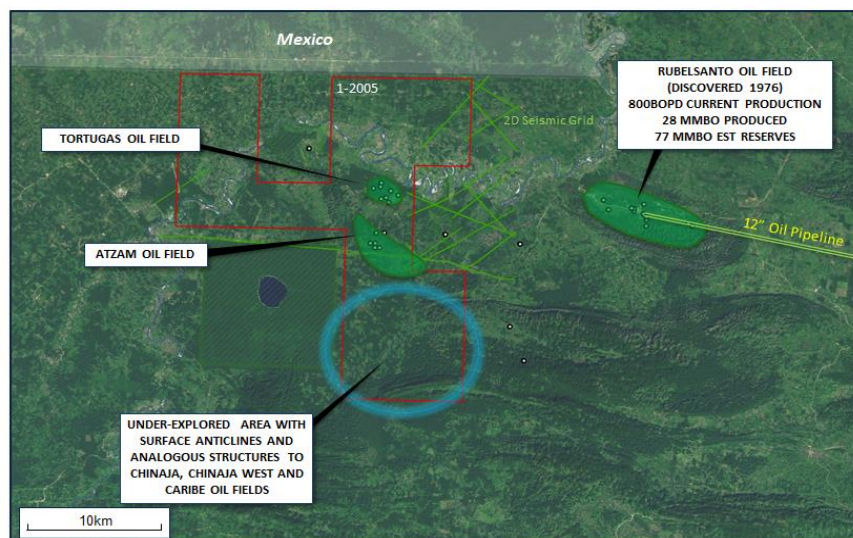 Mexico
1-2005
2D Seismic Grid
RUBELSANTO OIL FIELD
(DISCOVERED 1976)
800BOPD CURRENT PRODUCTION
28 MMBO PRODUCED
77 MMBO EST RESERVES
TORTUGAS OIL FIELD
12” Oil Pipeline
ATZAM OIL FIELD
UNDER-EXPLORED AREA WITH
SURFACE ANTICLINES AND
ANALOGOUS STRUCTURES TO
CHINAJA, CHINAJA WEST AND
CARIBE OIL FIELDS
10km